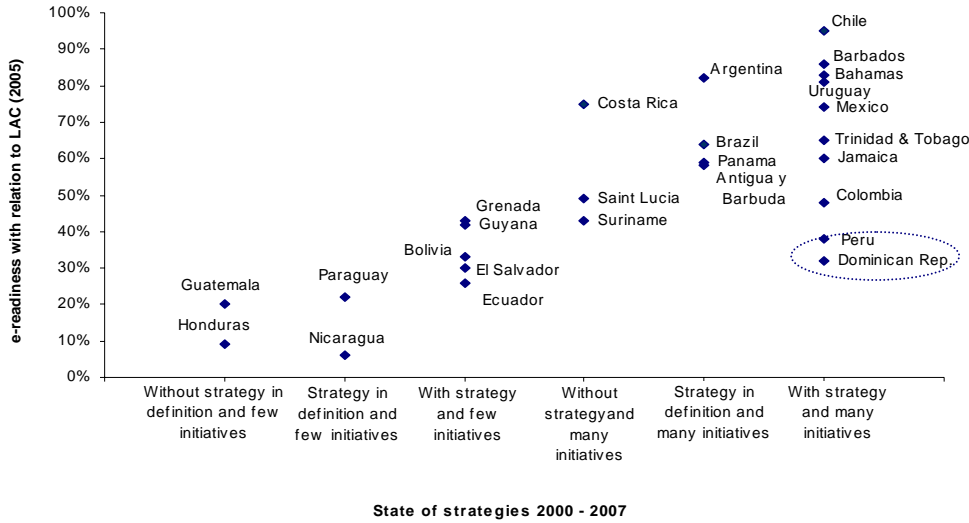 e-readiness with relation to LAC (2005)
100%
90%
80%
70%
60%
50%
40%
30%
20%
10%
0%
Guatemala
Honduras
Paraguay
Nicaragua
Grenada
Guyana
Bolivia
El Salvador
Ecuador
Costa Rica
Saint Lucia
Suriname
Argentina
Brazil
Panama
Antigua y
Barbuda
Chile
Barbados
Bahamas
Uruguay
Mexico
Trinidad & Tobago
Jamaica
Colombia
Peru
Dominican Rep.
Without strategy in
definition and few
initiatives
Strategy in
definition and
few initiatives
With strategy
and few
initiatives
Without
strategy and
many
initiatives
Strategy in
definition and
many initiatives
With strategy
and many
initiatives
State of strategies 2000 - 2007